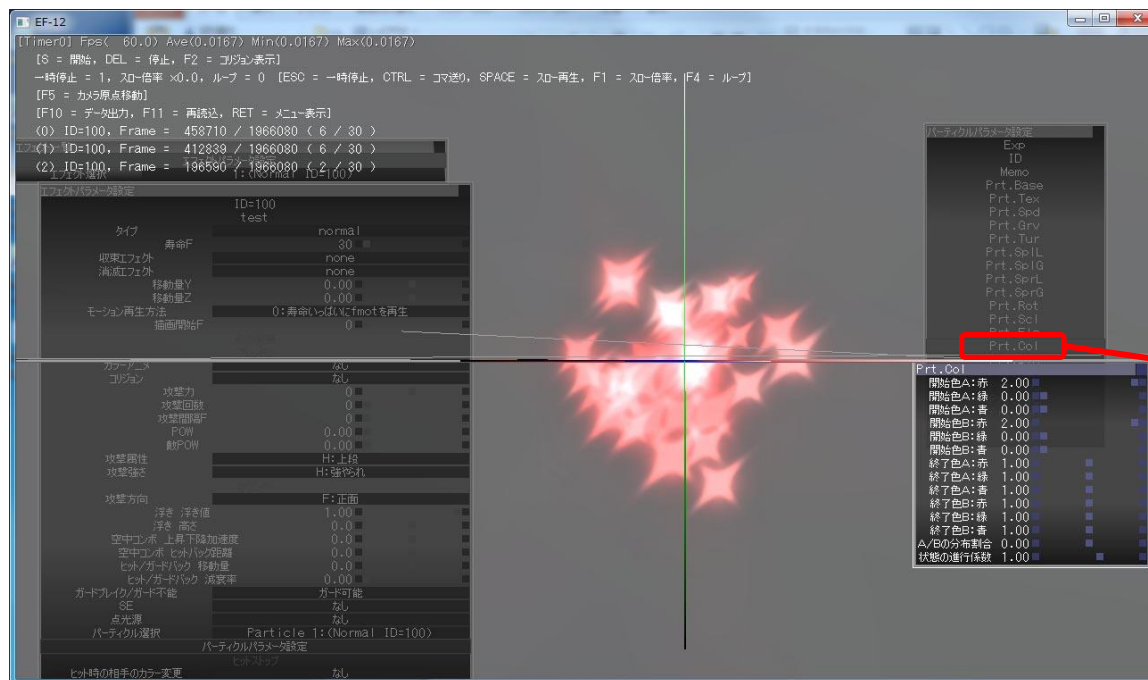 EF-12
[Timer0] Fps( 60.0) Ave(0.0167) Min(0.0167) Max(0.0167)
[S = 開始, DEL = 停止, F2 = コリジョン表示]
一時停止 = 1, スロー倍率 ×0.0, ループ = 0 [ESC = 一時停止, CTRL = コマ送り, SPACE = スロー再生, F1 = スロー倍率, F4 = ループ]
[F5 = カメラ原点移動]
[F10 = データ出力, F11 = 再読込, RET = メニュー表示]
(0) ID=100, Frame = 458710 / 1966080 ( 6 / 30 )
(1) ID=100, Frame = 412839 / 1966080 ( 6 / 30 )
(2) ID=100, Frame = 196590 / 1966080 ( 2 / 30 )
エフェクト選択 1:(Normal ID=100)
エフェクトパラメータ設定
ID=100
test
タイプ normal
寿命F 30
収束エフェクト none
消滅エフェクト none
移動量Y 0.00
移動量Z 0.00
モーション再生方法 0:寿命いっぱいにfmotを再生
描画開始F 0
カラーアニメ なし
コリジョン なし
攻撃力 0
攻撃回数 0
攻撃間隔F 0
POW 0.00
敵POW 0.00
攻撃属性 H:上段
攻撃強さ H:強やられ
攻撃方向 F:正面
浮き 浮き値 1.00
浮き 高さ 0.0
空中コンボ 上昇下降加速度 0.0
空中コンボ ヒットバック距離 0.0
ヒット/ガードバック 移動量 0.0
ヒット/ガードバック 減衰率 0.00
ガードブレイク/ガード不能 ガード可能
SE なし
点光源 なし
パーティクル選択 Particle 1:(Normal ID=100)
パーティクルパラメータ設定
ヒットストップ
ヒット時の相手のカラー変更 なし
パーティクルパラメータ設定
Exp
ID
Memo
Prt.Base
Prt.Tex
Prt.Spd
Prt.Grv
Prt.Tur
Prt.SplL
Prt.SplG
Prt.SprL
Prt.SprG
Prt.Rot
Prt.Scl
Prt.Col
Prt.Col
開始色A:赤 2.00
開始色A:緑 0.00
開始色A:青 0.00
開始色B:赤 2.00
開始色B:緑 0.00
開始色B:青 0.00
終了色A:赤 1.00
終了色A:緑 1.00
終了色A:青 1.00
終了色B:赤 1.00
終了色B:緑 1.00
終了色B:青 1.00
A/Bの分布割合 0.00
状態の進行係数 1.00